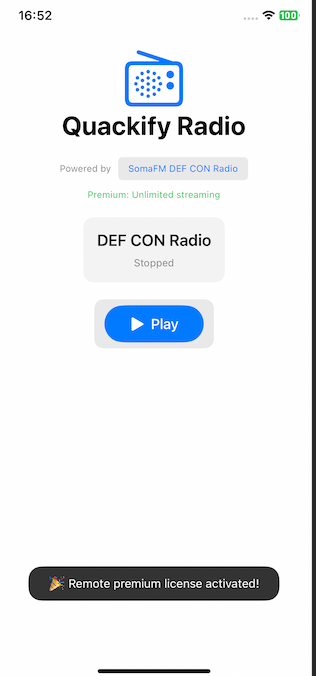 16:52
100
Quackify Radio
Powered by SomaFM DEF CON Radio
Premium: Unlimited streaming
DEF CON Radio
Stopped
Play
🎉 Remote premium license activated!